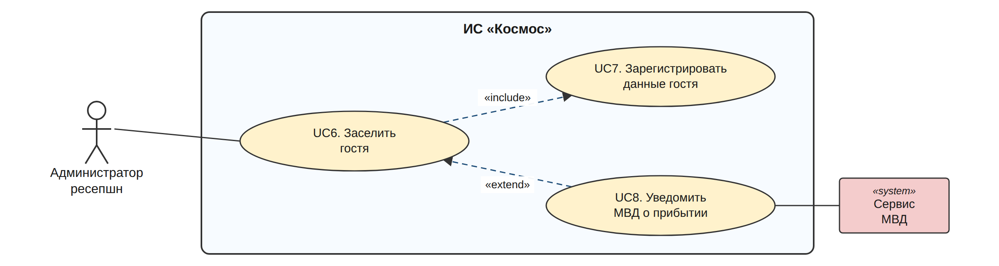 ИС «Космос»
UC7. Зарегистрировать
данные гостя
«include»
UC6. Заселить
гостя
Администратор
ресепшн
«extend»
UC8. Уведомить
МВД о прибытии
«system»
Сервис
МВД